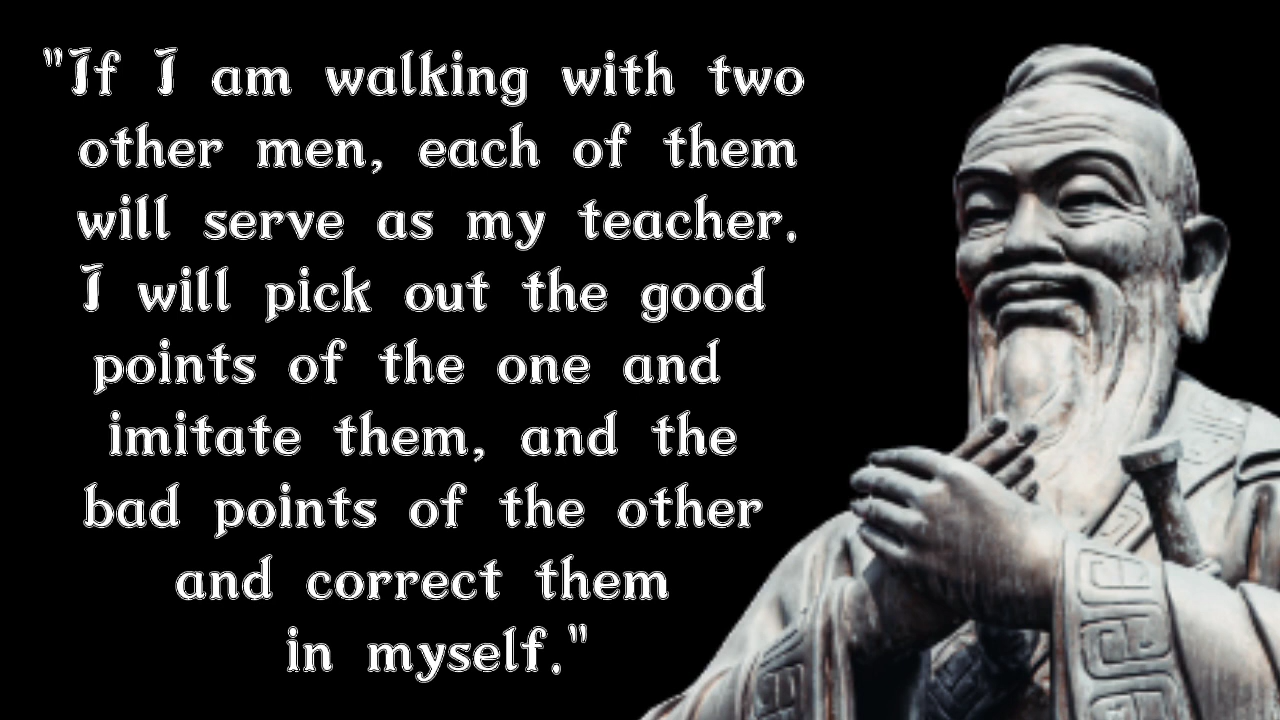 "If I am walking with two
other men, each of them
will serve as my teacher.
I will pick out the good
points of the one and
imitate them, and the
bad points of the other
and correct them
in myself."